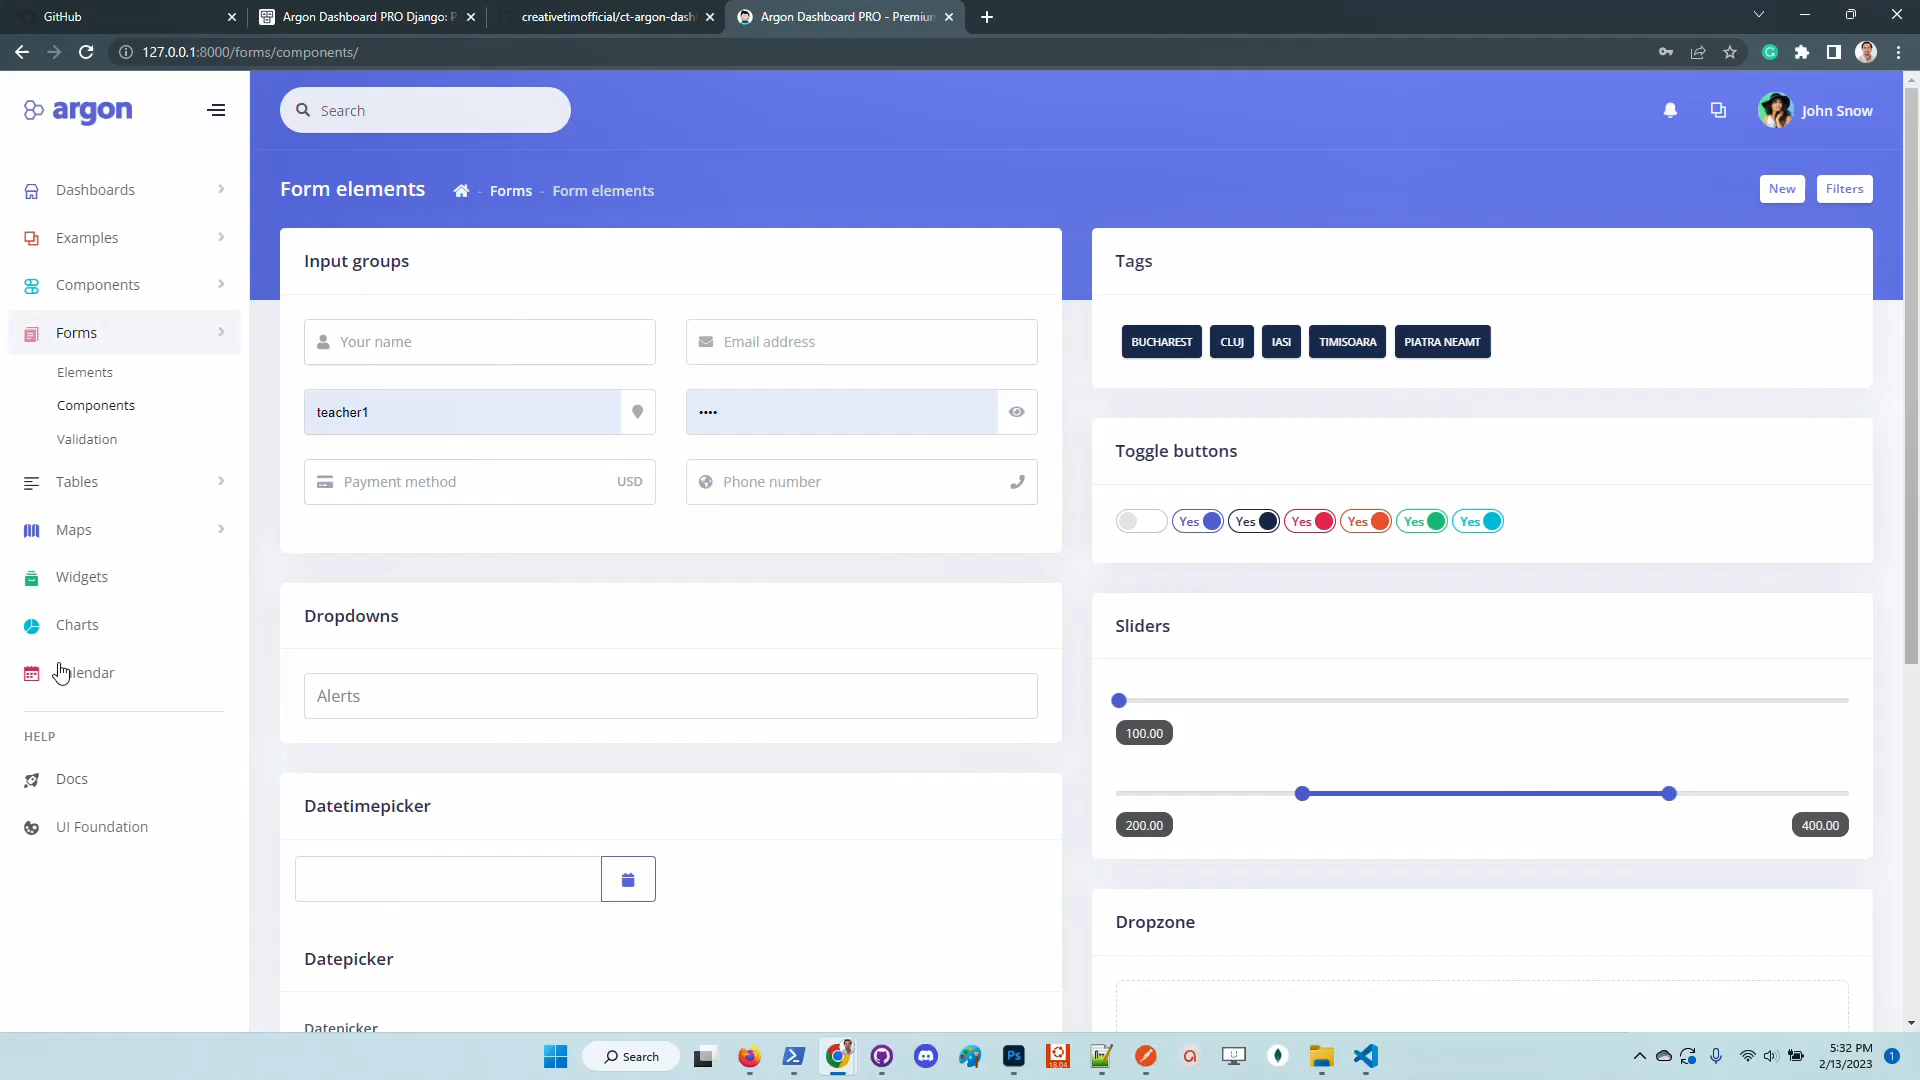 GitHub
Argon Dashboard PRO Django: P
creativetimofficial/ct-argon-dash
Argon Dashboard PRO - Premium
127.0.0.1:8000/forms/components/
argon
Search
John Snow
Form elements
- Forms - Form elements
New
Filters
Dashboards
Examples
Components
Forms
Elements
Components
Validation
Tables
Maps
Widgets
Charts
lendar
HELP
Docs
UI Foundation
Input groups
Your name
Email address
teacher1
••••
Payment method
USD
Phone number
Dropdowns
Alerts
Datetimepicker
Datepicker
Datepicker
Tags
BUCHAREST
CLUJ
IASI
TIMISOARA
PIATRA NEAMT
Toggle buttons
Yes
Yes
Yes
Yes
Yes
Yes
Sliders
100.00
200.00
400.00
Dropzone
Search
Ps
18.04
5:32 PM
2/13/2023
1